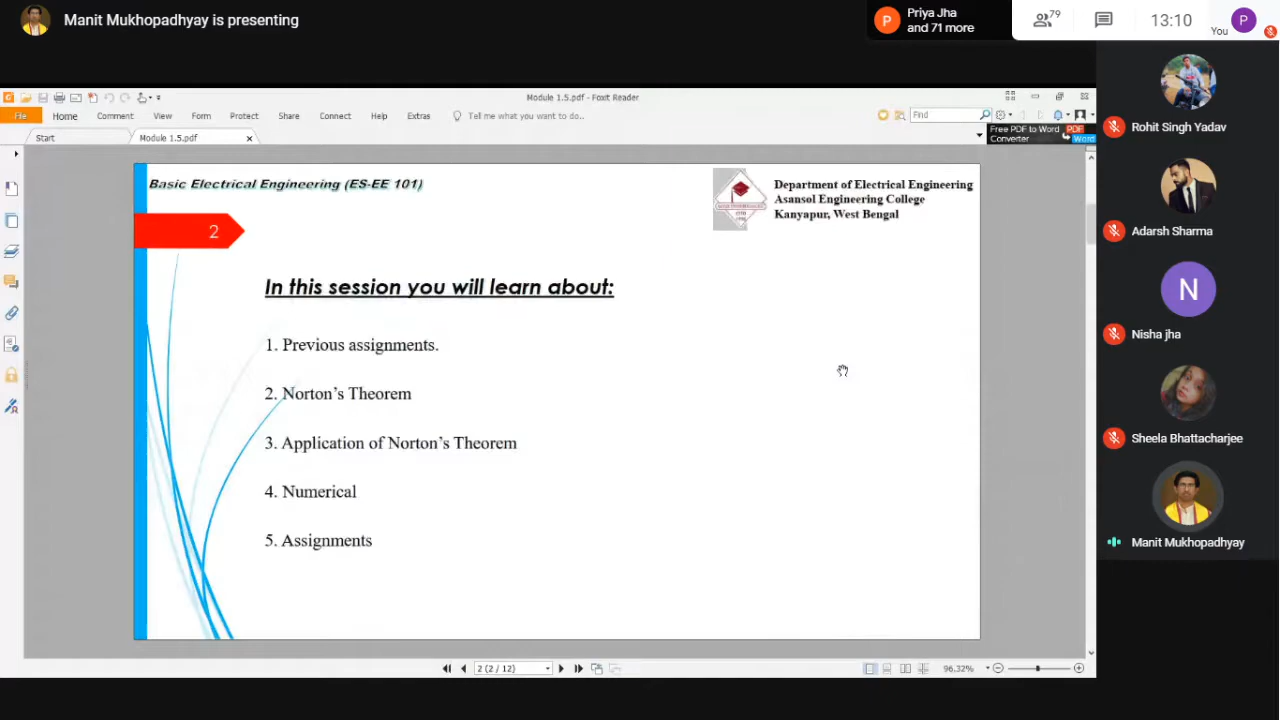 Manit Mukhopadhyay is presenting
Priya Jha
and 71 more
P
79
13:10
You
P
Module 1.5.pdf - Foxit Reader
File
Home
Comment
View
Form
Protect
Share
Connect
Help
Extras
Tell me what you want to do..
Find
Start
Module 1.5.pdf
Free PDF to Word
Converter
PDF
Word
Basic Electrical Engineering (ES-EE 101)
Department of Electrical Engineering
Asansol Engineering College
Kanyapur, West Bengal
2
In this session you will learn about:
1. Previous assignments.
2. Norton’s Theorem
3. Application of Norton’s Theorem
4. Numerical
5. Assignments
2 (2 / 12)
96.32%
Rohit Singh Yadav
Adarsh Sharma
N
Nisha jha
Sheela Bhattacharjee
Manit Mukhopadhyay